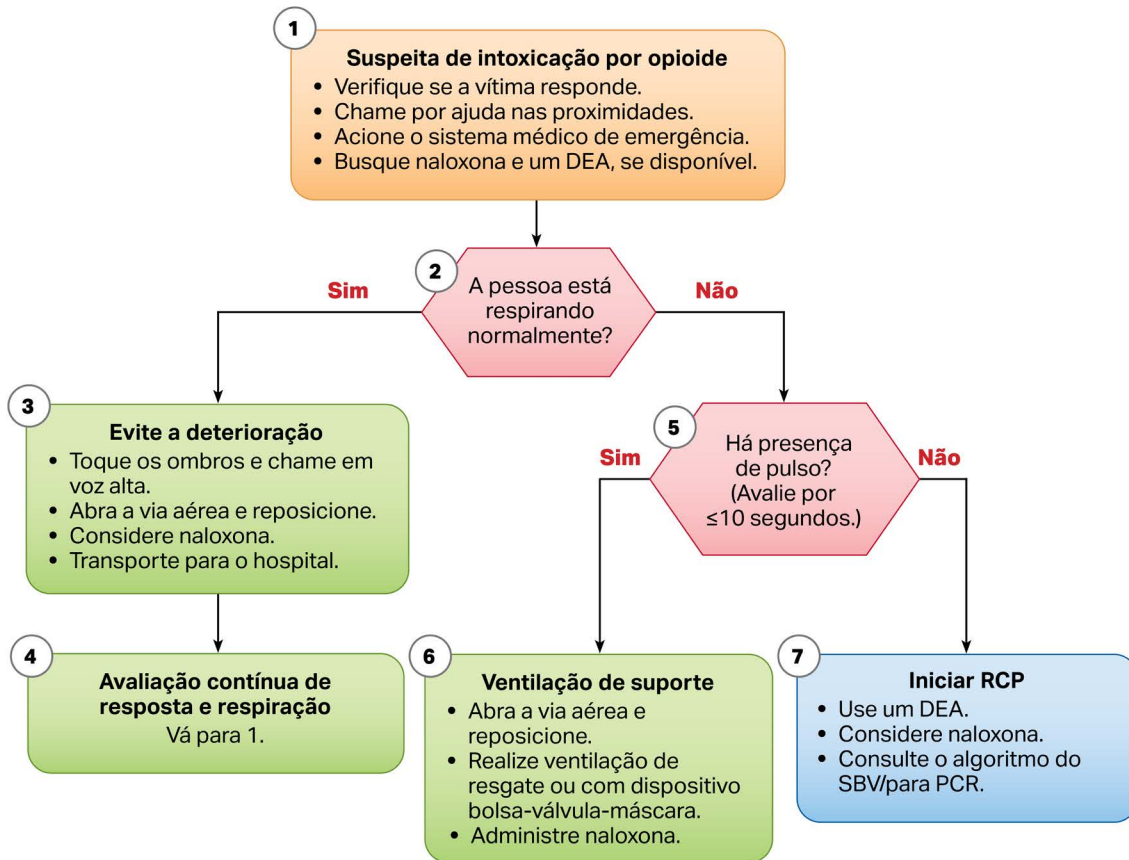 1
Suspeita de intoxicação por opioide
• Verifique se a vítima responde.
• Chame por ajuda nas proximidades.
• Acione o sistema médico de emergência.
• Busque naloxona e um DEA, se disponível.
2
A pessoa está
respirando
normalmente?
Sim
Não
3
Evite a deterioração
• Toque os ombros e chame em
voz alta.
• Abra a via aérea e reposicione.
• Considere naloxona.
• Transporte para o hospital.
5
Há presença
de pulso?
(Avalie por
≤10 segundos.)
Sim
Não
4
Avaliação contínua de
resposta e respiração
Vá para 1.
6
Ventilação de suporte
• Abra a via aérea e
reposicione.
• Realize ventilação de
resgate ou com dispositivo
bolsa-válvula-máscara.
• Administre naloxona.
7
Iniciar RCP
• Use um DEA.
• Considere naloxona.
• Consulte o algoritmo do
SBV/para PCR.